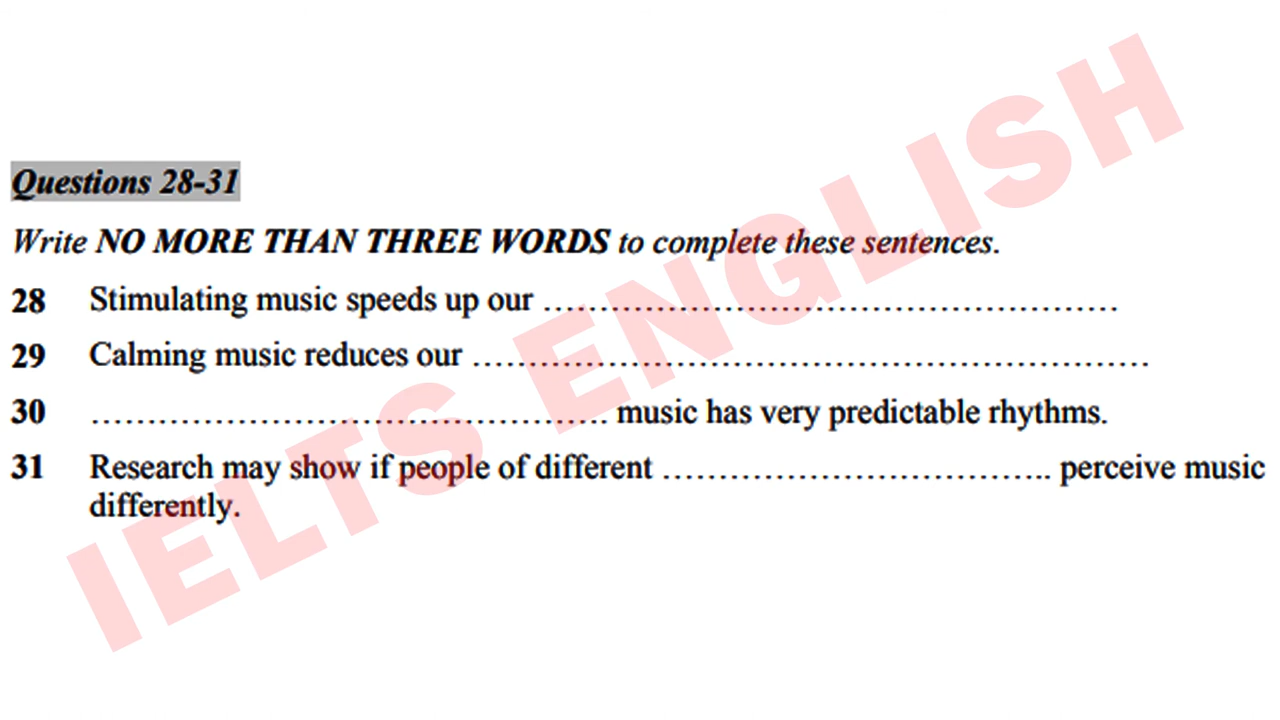 Questions 28-31
Write NO MORE THAN THREE WORDS to complete these sentences.
28 Stimulating music speeds up our ……………………………………………
29 Calming music reduces our ……………………………………………………
30 ………………………………………. music has very predictable rhythms.
31 Research may show if people of different …………………………….. perceive music
differently.
IELTS ENGLISH